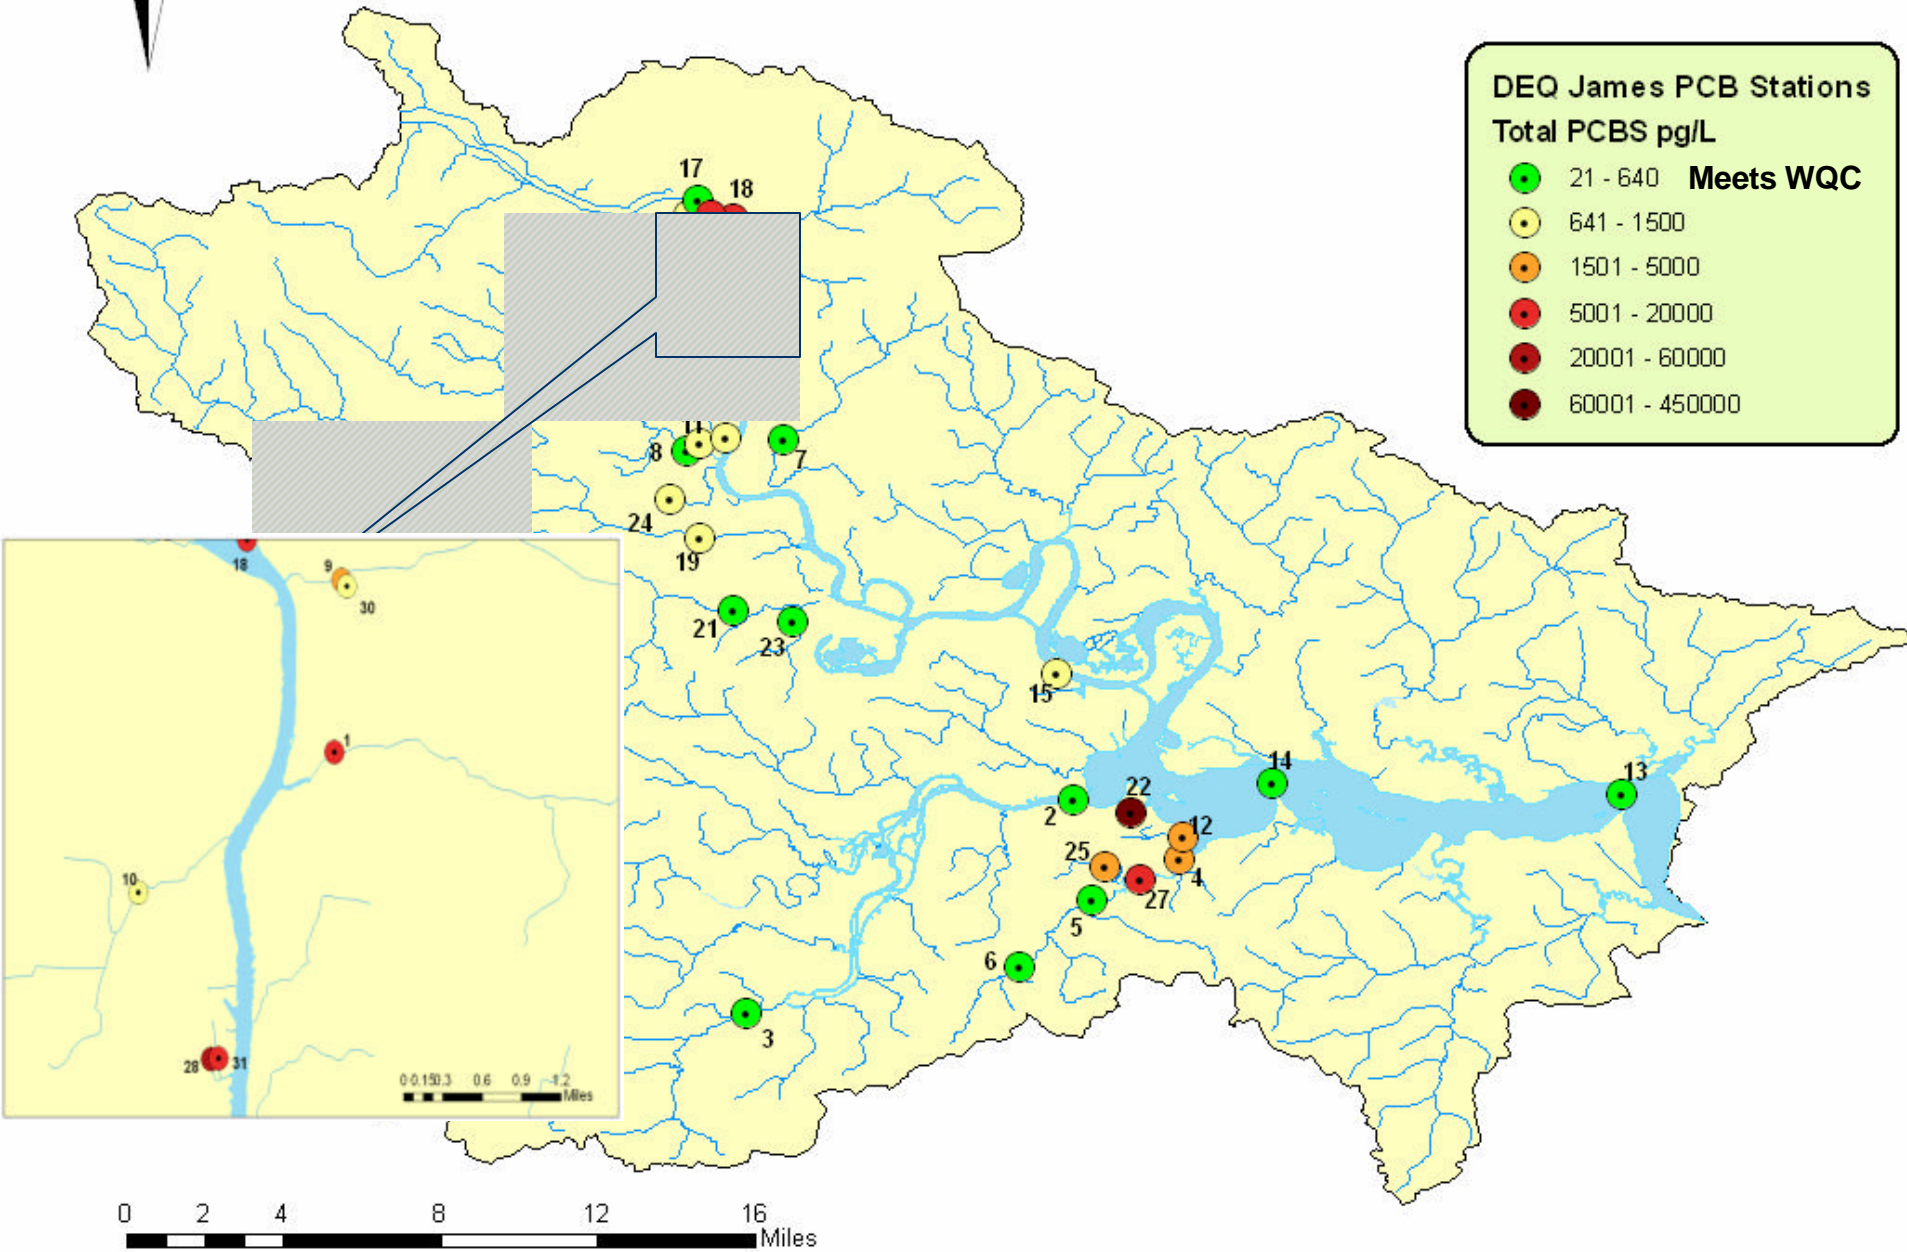 DEQ James PCB Stations
Total PCBS pg/L
21 - 640 Meets WQC
641 - 1500
1501 - 5000
5001 - 20000
20001 - 60000
60001 - 450000
17
18
11
8
7
24
19
21
23
15
14
13
22
2
12
25
4
27
5
6
3
18
9
30
1
10
28
31
0 0.150.3 0.6 0.9 1.2
Miles
0 2 4 8 12 16
Miles